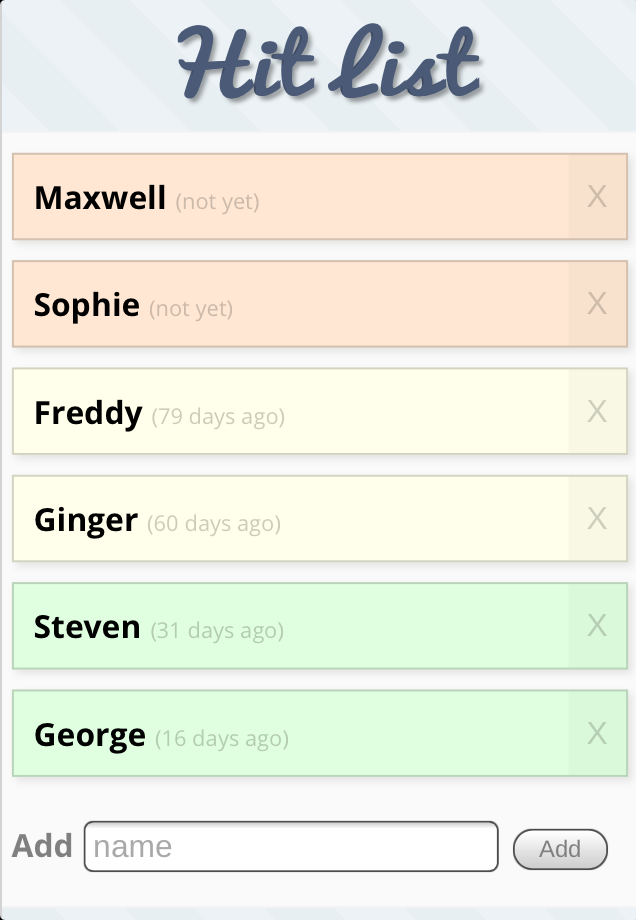 Hit List
Maxwell (not yet) X
Sophie (not yet) X
Freddy (79 days ago) X
Ginger (60 days ago) X
Steven (31 days ago) X
George (16 days ago) X
Add name Add